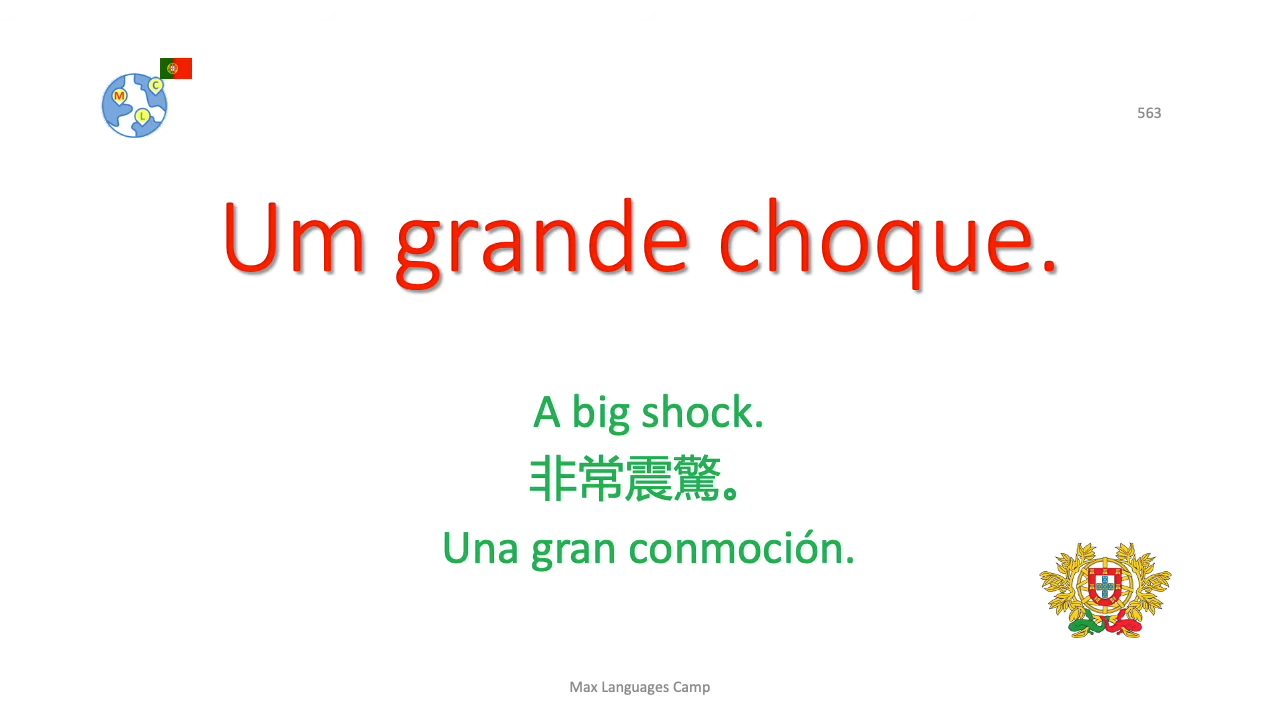 M
C
L
563
Um grande choque.
A big shock.
非常震驚。
Una gran conmoción.
Max Languages Camp